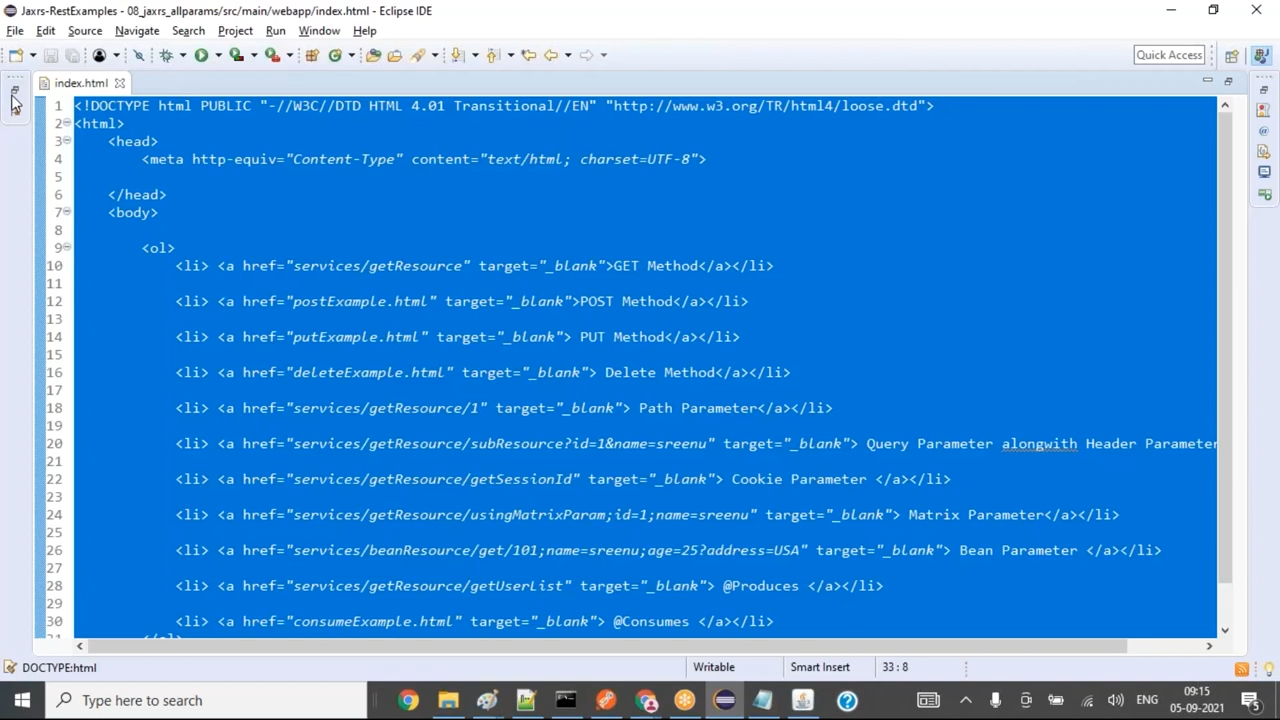 Jaxrs-RestExamples - 08_jaxrs_allparams/src/main/webapp/index.html - Eclipse IDE
File Edit Source Navigate Search Project Run Window Help
Quick Access
index.html
1 <!DOCTYPE html PUBLIC "-//W3C//DTD HTML 4.01 Transitional//EN" "http://www.w3.org/TR/html4/loose.dtd">
2 <html>
3 <head>
4 <meta http-equiv="Content-Type" content="text/html; charset=UTF-8">
5
6 </head>
7 <body>
8
9 <ol>
10 <li> <a href="services/getResource" target="_blank">GET Method</a></li>
11
12 <li> <a href="postExample.html" target="_blank">POST Method</a></li>
13
14 <li> <a href="putExample.html" target="_blank"> PUT Method</a></li>
15
16 <li> <a href="deleteExample.html" target="_blank"> Delete Method</a></li>
17
18 <li> <a href="services/getResource/1" target="_blank"> Path Parameter</a></li>
19
20 <li> <a href="services/getResource/subResource?id=1&name=sreenu" target="_blank"> Query Parameter alongwith Header Parameter
21
22 <li> <a href="services/getResource/getSessionId" target="_blank"> Cookie Parameter </a></li>
23
24 <li> <a href="services/getResource/usingMatrixParam;id=1;name=sreenu" target="_blank"> Matrix Parameter</a></li>
25
26 <li> <a href="services/beanResource/get/101;name=sreenu;age=25?address=USA" target="_blank"> Bean Parameter </a></li>
27
28 <li> <a href="services/getResource/getUserList" target="_blank"> @Produces </a></li>
29
30 <li> <a href="consumeExample.html" target="_blank"> @Consumes </a></li>
31 </ol>
DOCTYPE:html Writable Smart Insert 33 : 8
Type here to search
ENG
09:15
05-09-2021
5